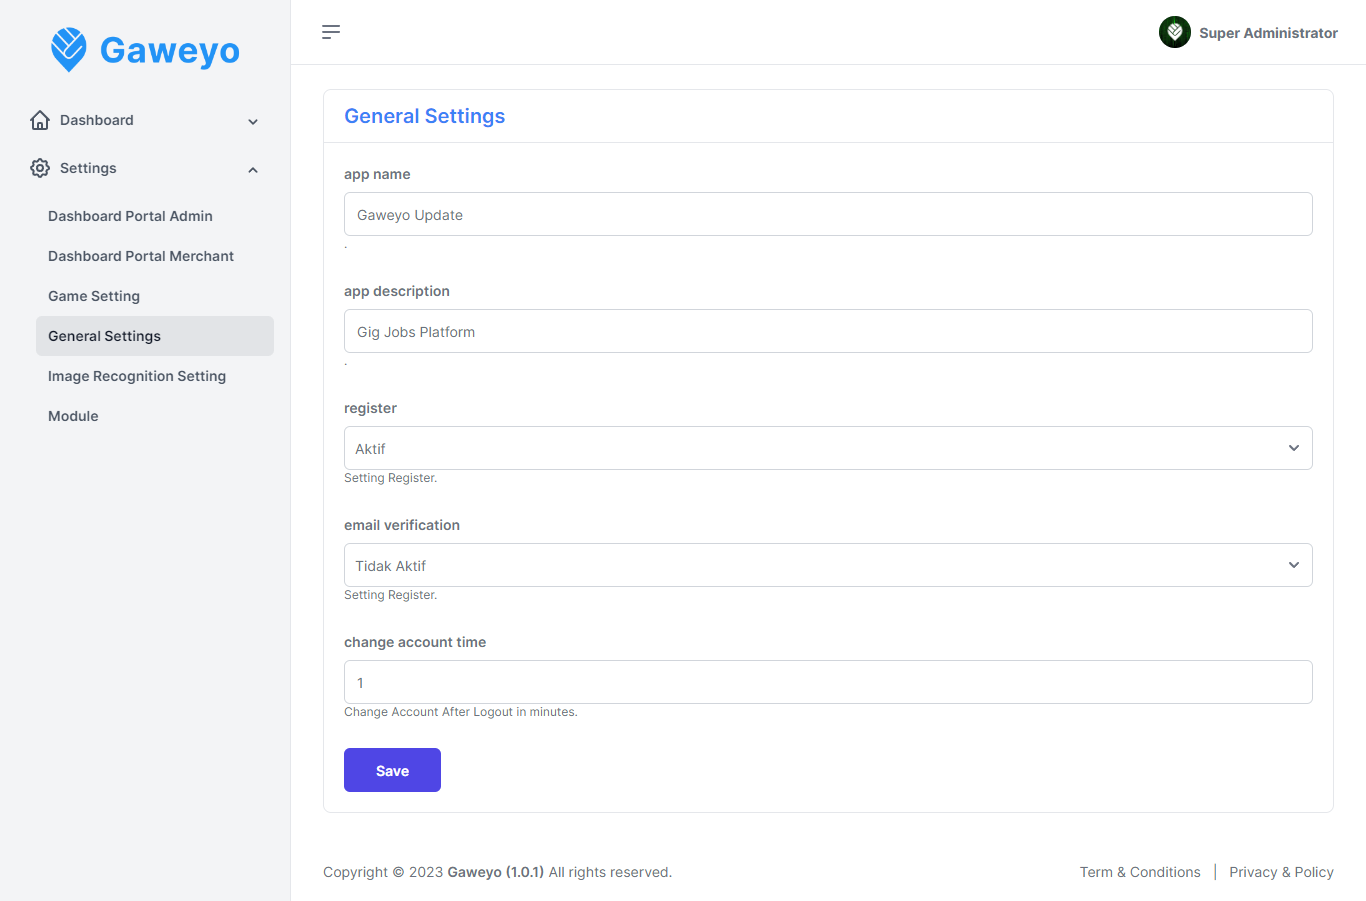 Gaweyo
Super Administrator
Dashboard
Settings
Dashboard Portal Admin
Dashboard Portal Merchant
Game Setting
General Settings
Image Recognition Setting
Module
General Settings
app name
Gaweyo Update
.
app description
Gig Jobs Platform
.
register
Aktif
Setting Register.
email verification
Tidak Aktif
Setting Register.
change account time
1
Change Account After Logout in minutes.
Save
Copyright © 2023 Gaweyo (1.0.1) All rights reserved.
Term & Conditions | Privacy & Policy